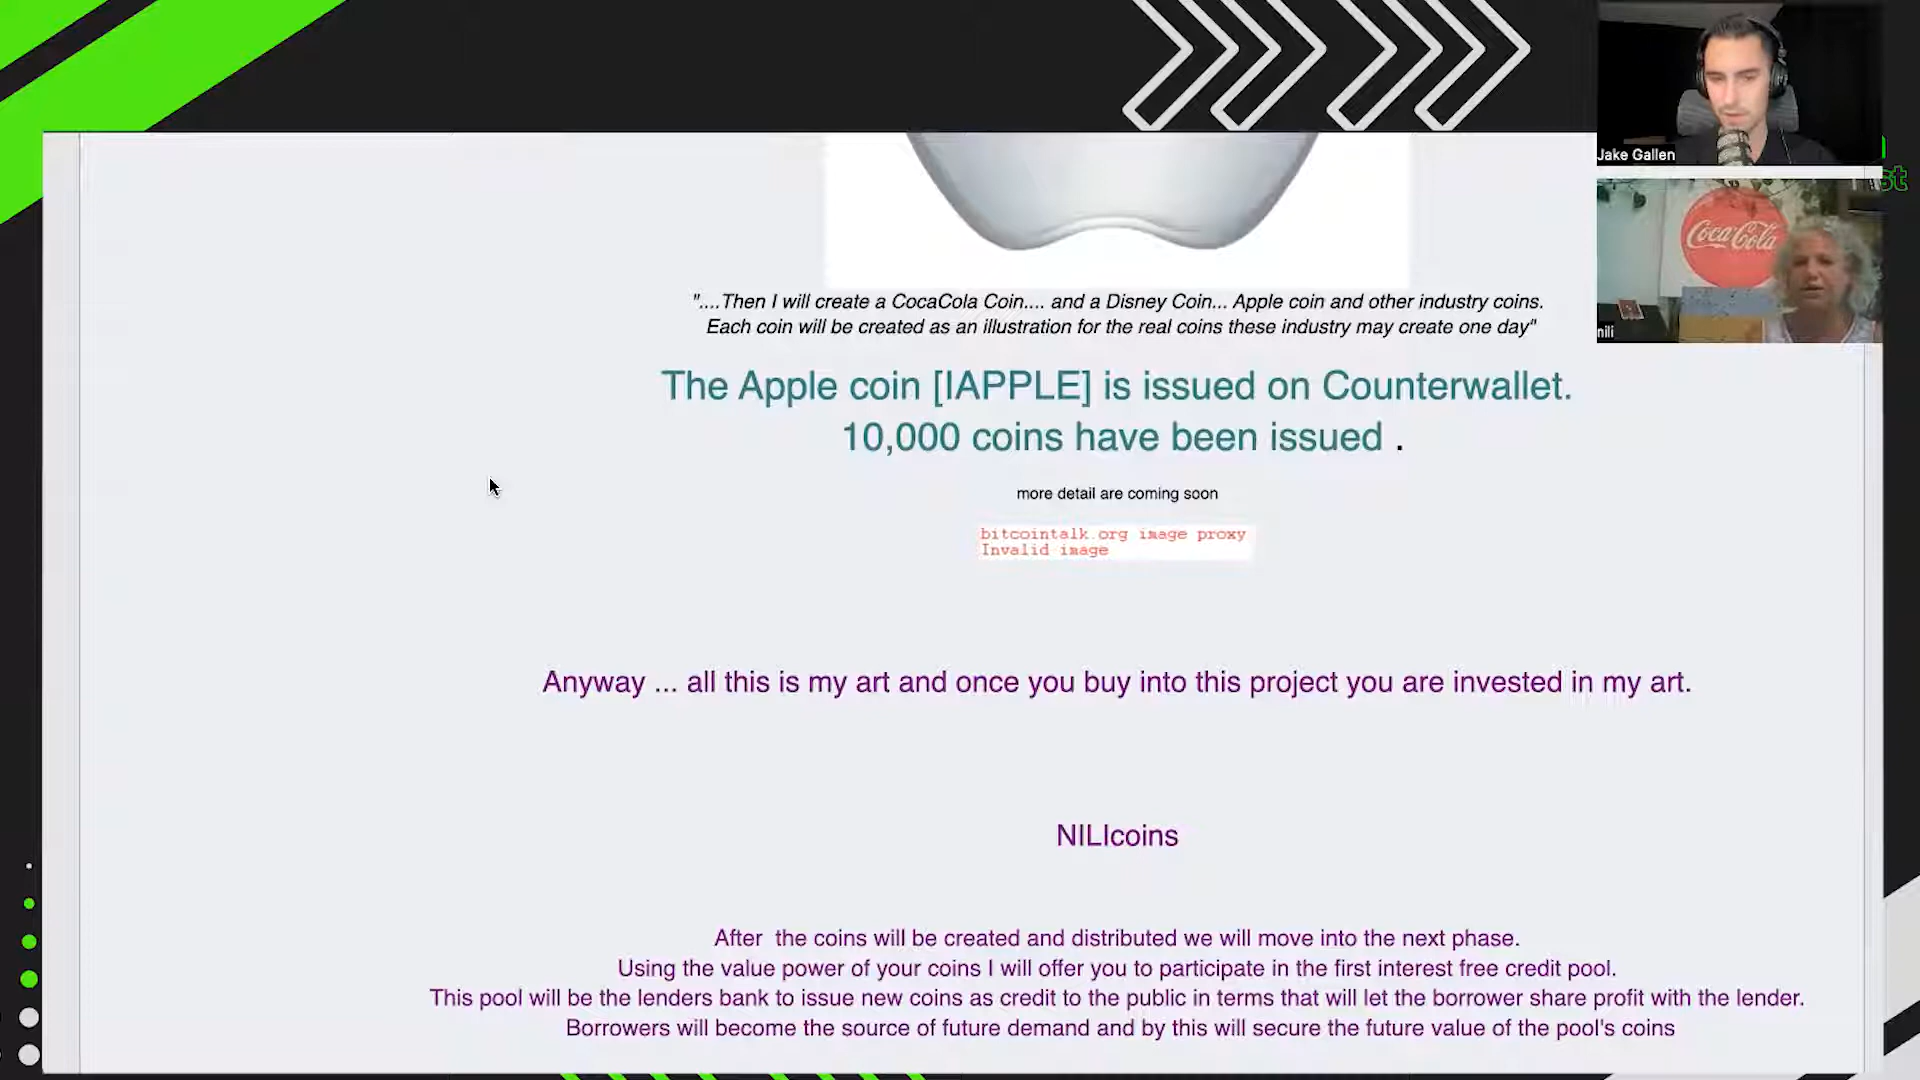 Jake Gallen
st
Coca-Cola
nili
"....Then I will create a CocaCola Coin.... and a Disney Coin... Apple coin and other industry coins.
Each coin will be created as an illustration for the real coins these industry may create one day"
The Apple coin [IAPPLE] is issued on Counterwallet.
10,000 coins have been issued .
more detail are coming soon
bitcointalk.org image proxy
Invalid image
Anyway ... all this is my art and once you buy into this project you are invested in my art.
NILIcoins
After the coins will be created and distributed we will move into the next phase.
Using the value power of your coins I will offer you to participate in the first interest free credit pool.
This pool will be the lenders bank to issue new coins as credit to the public in terms that will let the borrower share profit with the lender.
Borrowers will become the source of future demand and by this will secure the future value of the pool's coins